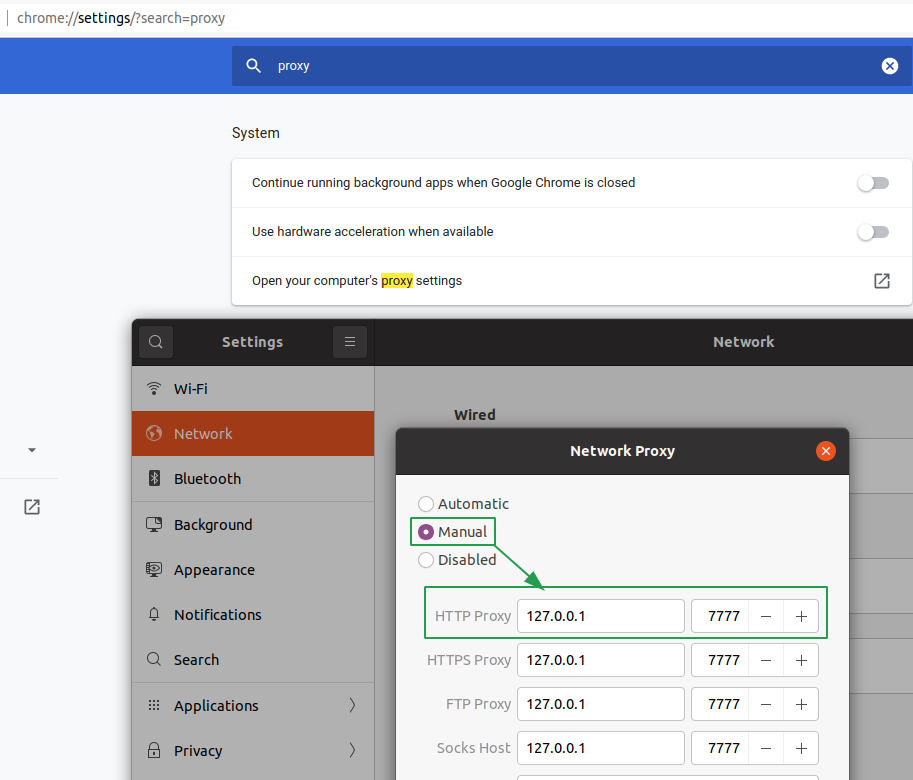 chrome://settings/?search=proxy
proxy
System
Continue running background apps when Google Chrome is closed
Use hardware acceleration when available
Open your computer's proxy settings
Settings
Network
Wi-Fi
Network
Bluetooth
Background
Appearance
Notifications
Search
Applications
Privacy
Wired
Network Proxy
Automatic
Manual
Disabled
HTTP Proxy 127.0.0.1 7777 − +
HTTPS Proxy 127.0.0.1 7777 − +
FTP Proxy 127.0.0.1 7777 − +
Socks Host 127.0.0.1 7777 − +